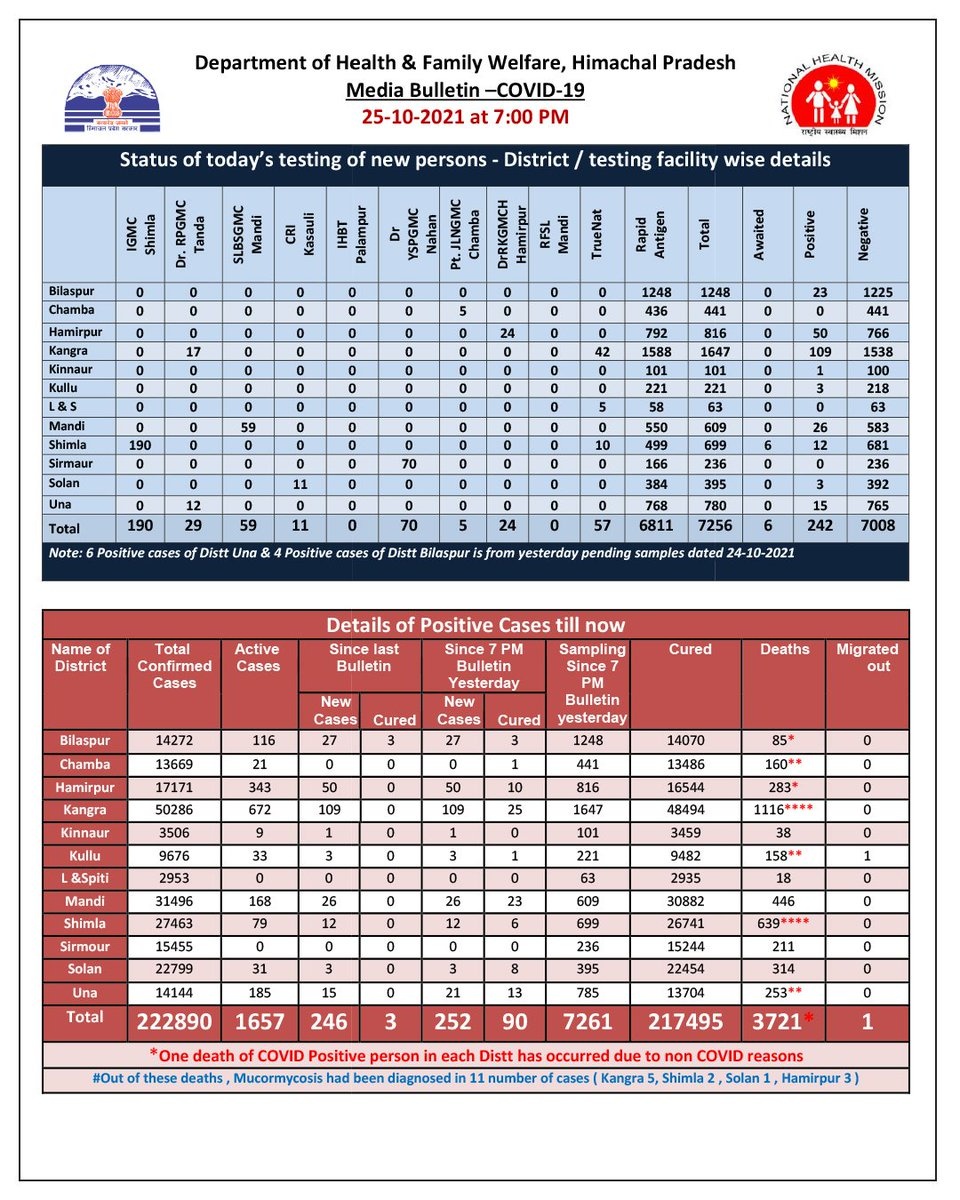 Department of Health & Family Welfare, Himachal Pradesh
Media Bulletin –COVID-19
25-10-2021 at 7:00 PM
NATIONAL HEALTH MISSION
राष्ट्रीय स्वास्थ्य मिशन
सत्यमेव जयते
हिमाचल प्रदेश सरकार
Status of today's testing of new persons - District / testing facility wise details
IGMC Shimla Dr. RPGMC Tanda SLBSGMC Mandi CRI Kasauli IHBT Palampur Dr YSPGMC Nahan Pt. JLNGMC Chamba DrRKGMCH Hamirpur RFSL Mandi TrueNat Rapid Antigen Total Awaited Positive Negative
Bilaspur 0 0 0 0 0 0 0 0 0 0 1248 1248 0 23 1225
Chamba 0 0 0 0 0 0 5 0 0 0 436 441 0 0 441
Hamirpur 0 0 0 0 0 0 0 24 0 0 792 816 0 50 766
Kangra 0 17 0 0 0 0 0 0 0 42 1588 1647 0 109 1538
Kinnaur 0 0 0 0 0 0 0 0 0 0 101 101 0 1 100
Kullu 0 0 0 0 0 0 0 0 0 0 221 221 0 3 218
L & S 0 0 0 0 0 0 0 0 0 5 58 63 0 0 63
Mandi 0 0 59 0 0 0 0 0 0 0 550 609 0 26 583
Shimla 190 0 0 0 0 0 0 0 0 10 499 699 6 12 681
Sirmaur 0 0 0 0 0 70 0 0 0 0 166 236 0 0 236
Solan 0 0 0 11 0 0 0 0 0 0 384 395 0 3 392
Una 0 12 0 0 0 0 0 0 0 0 768 780 0 15 765
Total 190 29 59 11 0 70 5 24 0 57 6811 7256 6 242 7008
Note: 6 Positive cases of Distt Una & 4 Positive cases of Distt Bilaspur is from yesterday pending samples dated 24-10-2021
Details of Positive Cases till now
Name of District Total Confirmed Cases Active Cases Since last Bulletin Since 7 PM Bulletin Yesterday Sampling Since 7 PM Bulletin yesterday Cured Deaths Migrated out
New Cases Cured New Cases Cured
Bilaspur 14272 116 27 3 27 3 1248 14070 85* 0
Chamba 13669 21 0 0 0 1 441 13486 160** 0
Hamirpur 17171 343 50 0 50 10 816 16544 283* 0
Kangra 50286 672 109 0 109 25 1647 48494 1116**** 0
Kinnaur 3506 9 1 0 1 0 101 3459 38 0
Kullu 9676 33 3 0 3 1 221 9482 158** 1
L &Spiti 2953 0 0 0 0 0 63 2935 18 0
Mandi 31496 168 26 0 26 23 609 30882 446 0
Shimla 27463 79 12 0 12 6 699 26741 639**** 0
Sirmour 15455 0 0 0 0 0 236 15244 211 0
Solan 22799 31 3 0 3 8 395 22454 314 0
Una 14144 185 15 0 21 13 785 13704 253** 0
Total 222890 1657 246 3 252 90 7261 217495 3721* 1
*One death of COVID Positive person in each Distt has occurred due to non COVID reasons
#Out of these deaths , Mucormycosis had been diagnosed in 11 number of cases ( Kangra 5, Shimla 2 , Solan 1 , Hamirpur 3 )